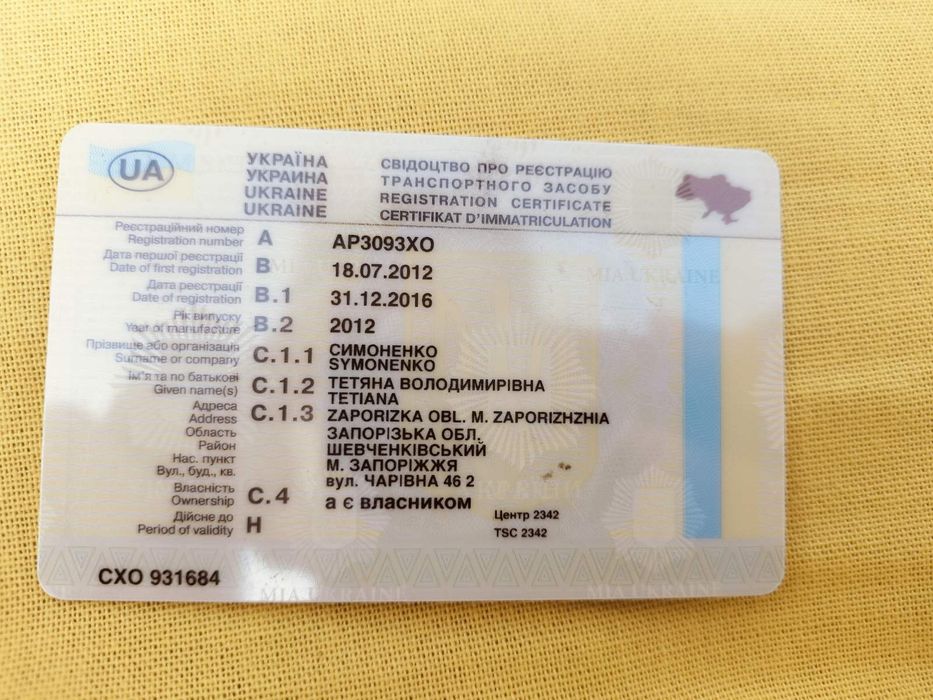 UA
УКРАЇНА
УКРАИНА
UKRAINE
UKRAINE
СВІДОЦТВО ПРО РЕЄСТРАЦІЮ
ТРАНСПОРТНОГО ЗАСОБУ
REGISTRATION CERTIFICATE
CERTIFIKAT D'IMMATRICULATION
Реєстраційний номер
Registration number A AP3093XO
Дата першої реєстрації
Date of first registration B 18.07.2012
Дата реєстрації
Date of registration B.1 31.12.2016
Рік випуску
Year of manufacture B.2 2012
Прізвище або організація C.1.1 СИМОНЕНКО
Surname or company SYMONENKO
Ім'я та по батькові C.1.2 ТЕТЯНА ВОЛОДИМИРІВНА
Given name(s) TETIANA
Адреса C.1.3 ZAPORIZKA OBL. M. ZAPORIZHZHIA
Address
Область ЗАПОРІЗЬКА ОБЛ.
Район ШЕВЧЕНКІВСЬКИЙ
Нас. пункт М. ЗАПОРІЖЖЯ
Вул., буд., кв. вул. ЧАРІВНА 46 2
Власність
Ownership C.4 а є власником
Дійсне до Центр 2342
Period of validity H TSC 2342
CXO 931684
MIA UKRAINE
MIA UKRAINE
MIA UKRAINE